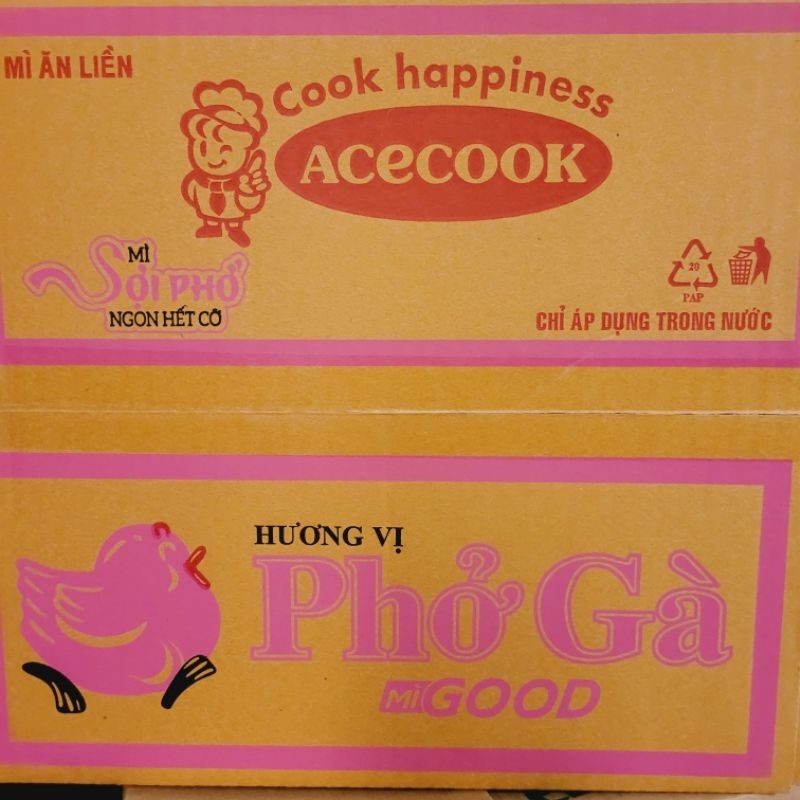 MÌ ĂN LIỀN
Cook happiness
Acecook
MÌ
SỢI PHỞ
NGON HẾT CỠ
20
PAP
CHỈ ÁP DỤNG TRONG NƯỚC
HƯƠNG VỊ
Phở Gà
Mì GOOD